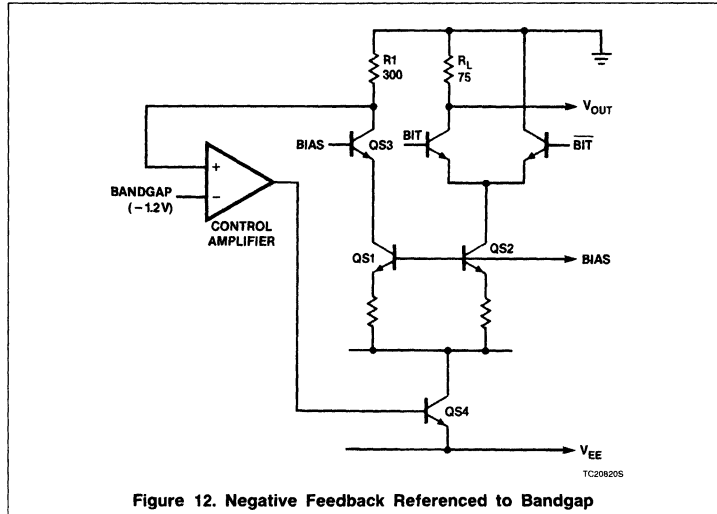 R1
300
RL
75
VOUT
BIAS
QS3
BIT
BIT
+
−
BANDGAP
(−1.2V)
CONTROL
AMPLIFIER
QS1
QS2
BIAS
QS4
VEE
TC20820S
Figure 12. Negative Feedback Referenced to Bandgap